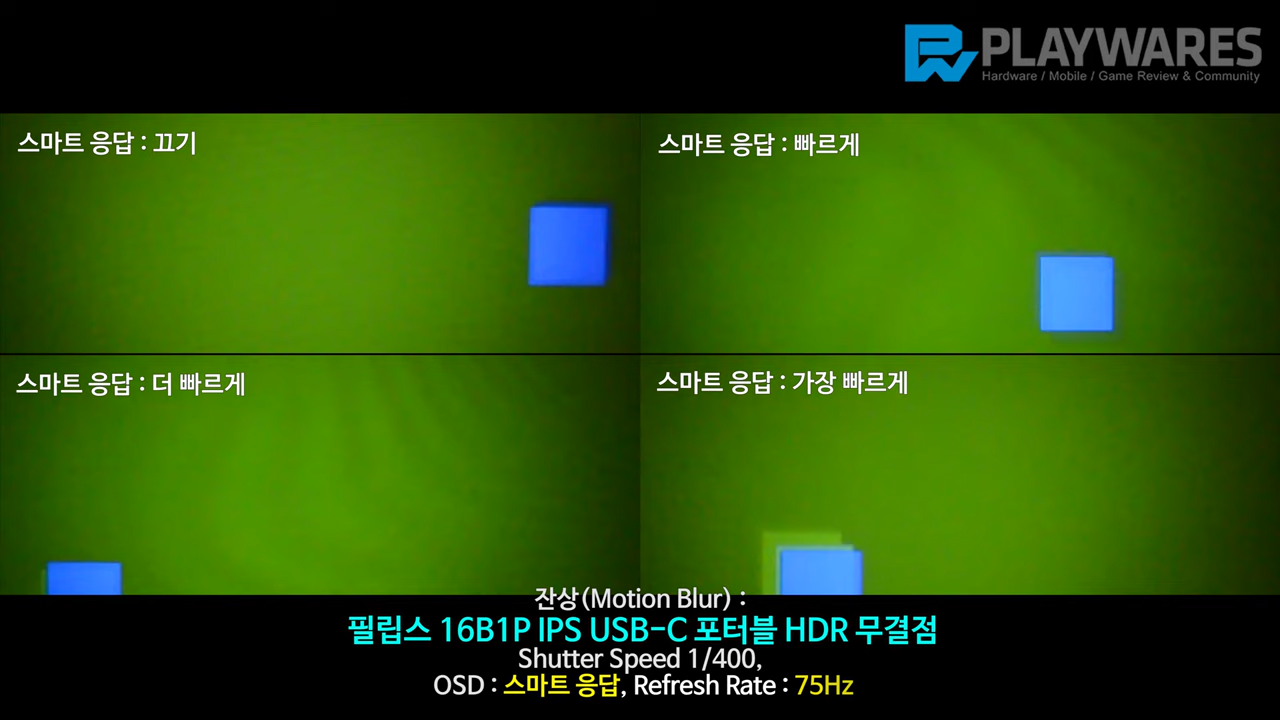 PLAYWARES
Hardware / Mobile / Game Review & Community
스마트 응답 : 끄기
스마트 응답 : 빠르게
스마트 응답 : 더 빠르게
스마트 응답 : 가장 빠르게
잔상(Motion Blur) :
필립스 16B1P IPS USB-C 포터블 HDR 무결점
Shutter Speed 1/400,
OSD : 스마트 응답, Refresh Rate : 75Hz